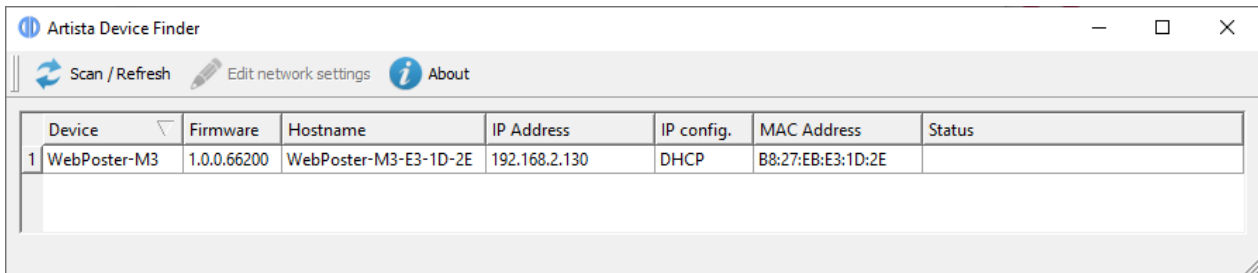 Artista Device Finder
Scan / Refresh Edit network settings About
Device Firmware Hostname IP Address IP config. MAC Address Status
1 WebPoster-M3 1.0.0.66200 WebPoster-M3-E3-1D-2E 192.168.2.130 DHCP B8:27:EB:E3:1D:2E